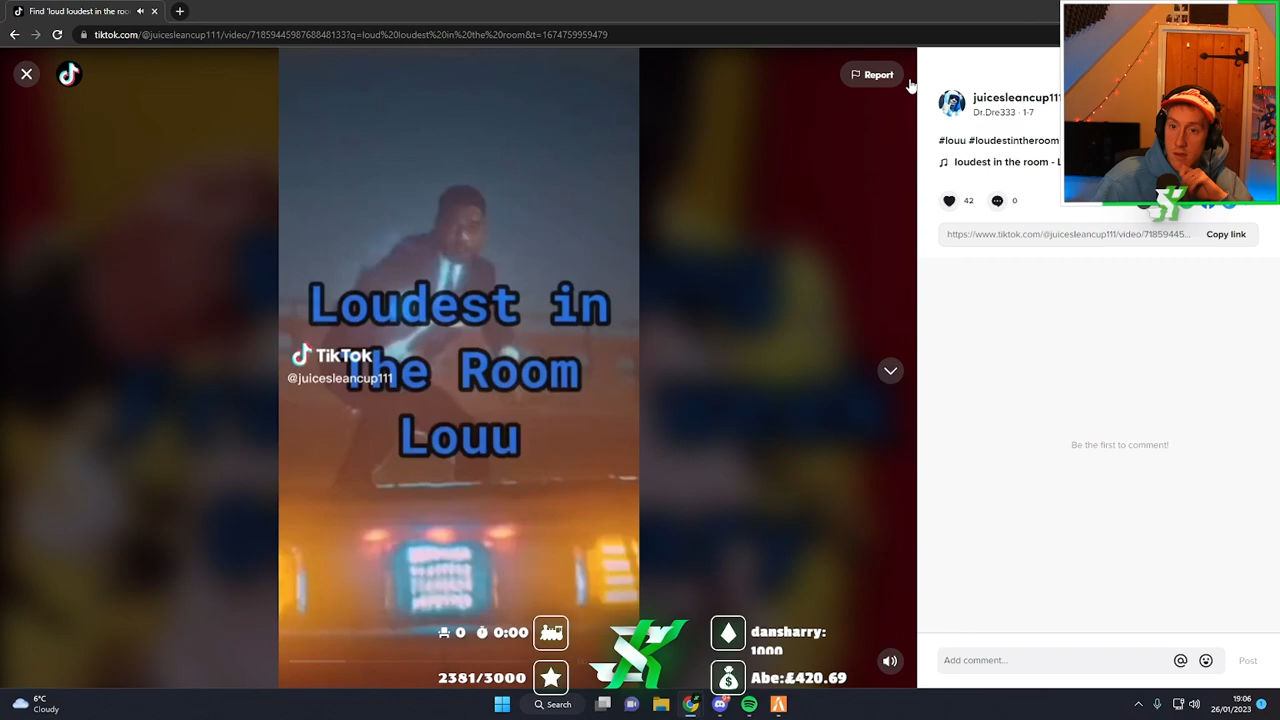 Find 'loudest in the roo
tiktok.com/@juicesleancup111/video/7185944598768848133?q=loud%20loudest%20in%20the%20room&t=1674759959479
Report
juicesleancup111
Dr.Dre333 · 1-7
#louu #loudestintheroom
loudest in the room - L
42
0
https://www.tiktok.com/@juicesleancup111/video/71859445...
Copy link
Loudest in
The Room
Louu
TikTok
@juicesleancup111
Be the first to comment!
0
0:00
dansharry:
1000
2361/3000
Abe:£420.69
Add comment...
Post
6°C
Cloudy
Search
19:06
26/01/2023